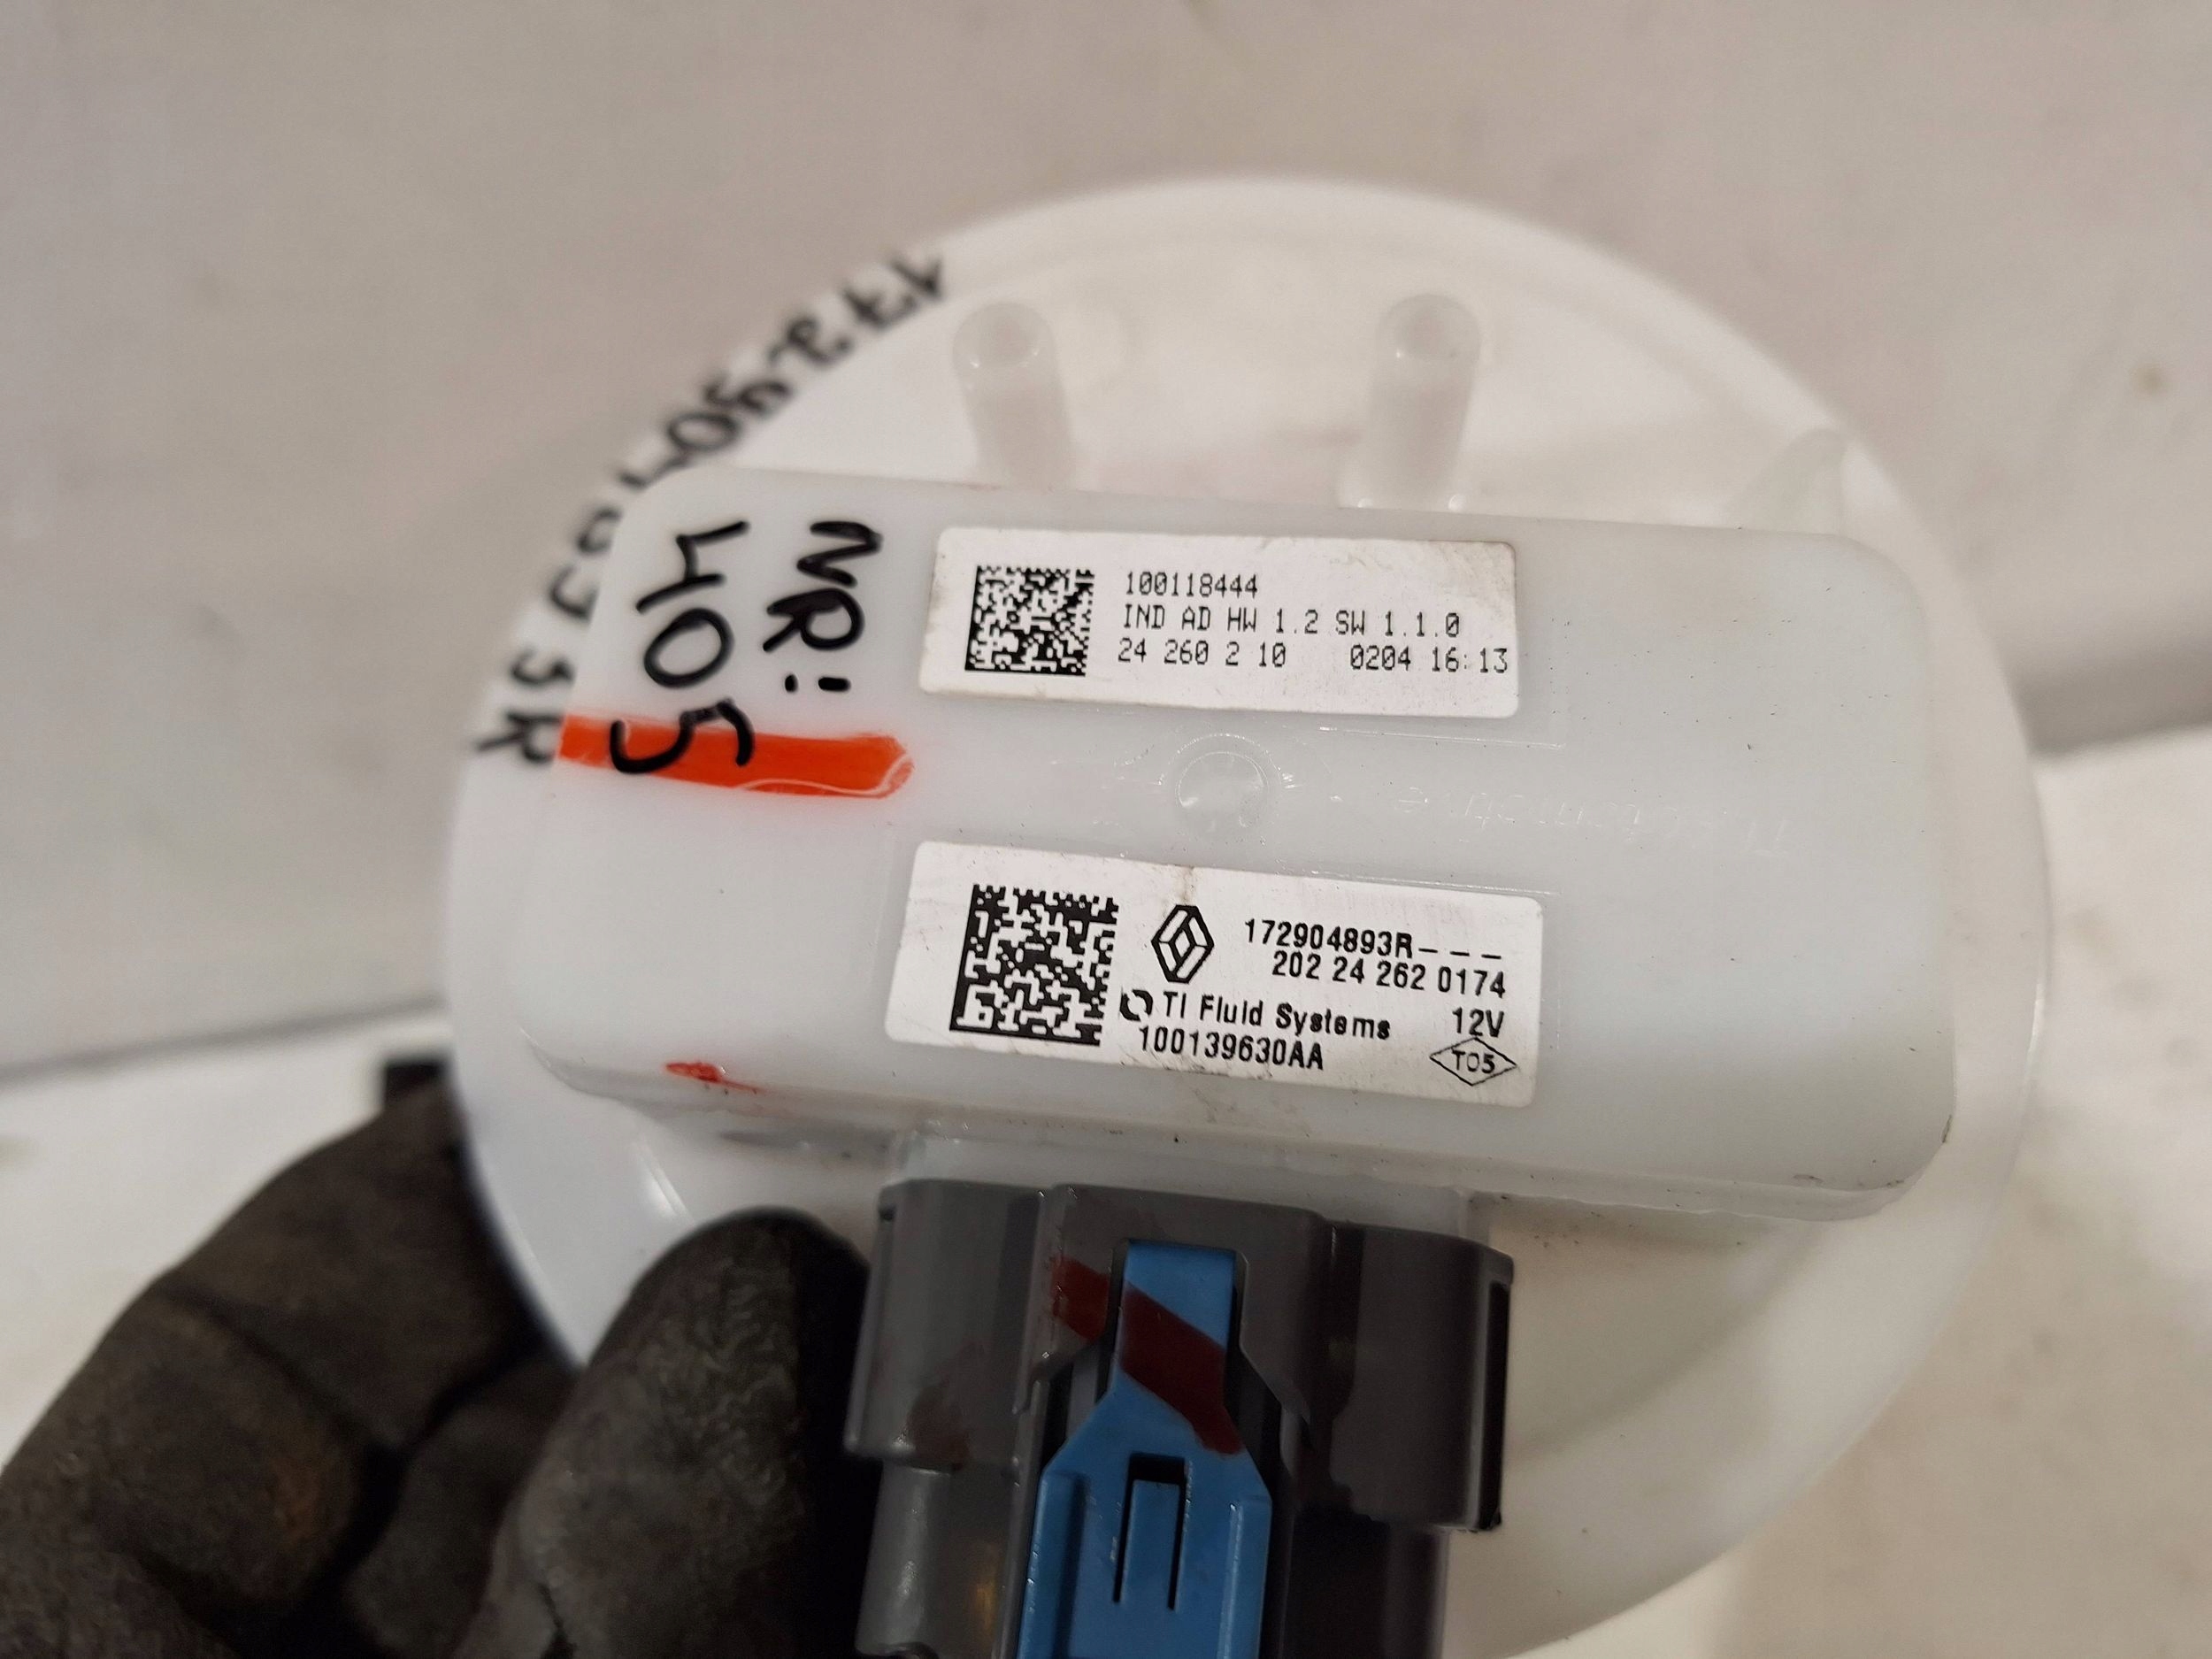 NR:
405
100118444
IND AD HW 1.2 SW 1.1.0
24 260 2 10 0204 16:13
172904893R---
202 24 262 0174
TI Fluid Systems 12V
100139630AA
T05